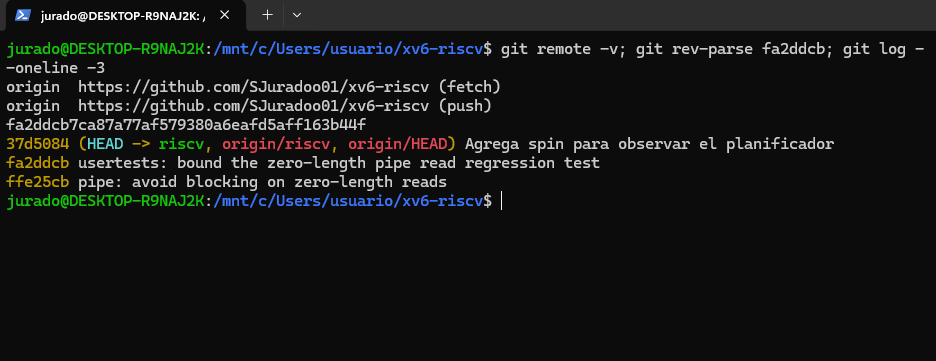 jurado@DESKTOP-R9NAJ2K: /
jurado@DESKTOP-R9NAJ2K:/mnt/c/Users/usuario/xv6-riscv$ git remote -v; git rev-parse fa2ddcb; git log -
-oneline -3
origin  https://github.com/SJuradoo01/xv6-riscv (fetch)
origin  https://github.com/SJuradoo01/xv6-riscv (push)
fa2ddcb7ca87a77af579380a6eafd5aff163b44f
37d5084 (HEAD -> riscv, origin/riscv, origin/HEAD) Agrega spin para observar el planificador
fa2ddcb usertests: bound the zero-length pipe read regression test
ffe25cb pipe: avoid blocking on zero-length reads
jurado@DESKTOP-R9NAJ2K:/mnt/c/Users/usuario/xv6-riscv$